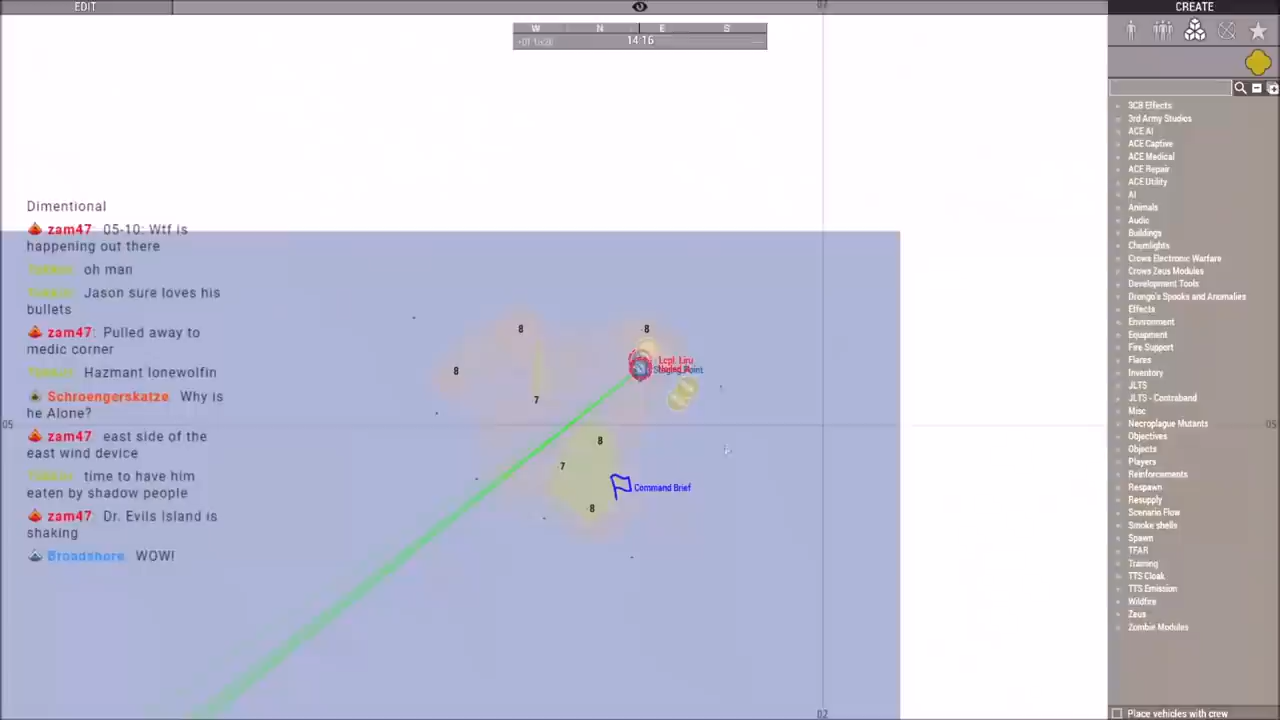 EDIT
07
CREATE
W N E S
14:16
Dimentional
zam47: 05-10: Wtf is
happening out there
oh man
Jason sure loves his
bullets
zam47: Pulled away to
medic corner
Hazmant lonewolfin
Schroengerskatze: Why is
he Alone?
zam47: east side of the
east wind device
time to have him
eaten by shadow people
zam47: Dr. Evils Island is
shaking
Broadshore: WOW!
8
8
8
7
8
7
8
Lcpl. Liru
Staging Point
Command Brief
05
05
02
3CB Effects
3rd Army Studios
ACE AI
ACE Captive
ACE Medical
ACE Repair
ACE Utility
AI
Animals
Audio
Buildings
Chemlights
Crows Electronic Warfare
Crows Zeus Modules
Development Tools
Drongo's Spooks and Anomalies
Effects
Environment
Equipment
Fire Support
Flares
Inventory
JLTS
JLTS - Contraband
Misc
Necroplague Mutants
Objectives
Objects
Players
Reinforcements
Respawn
Resupply
Scenario Flow
Smoke shells
Spawn
TFAR
Training
TTS Cloak
TTS Emission
Wildfire
Zeus
Zombie Modules
Place vehicles with crew